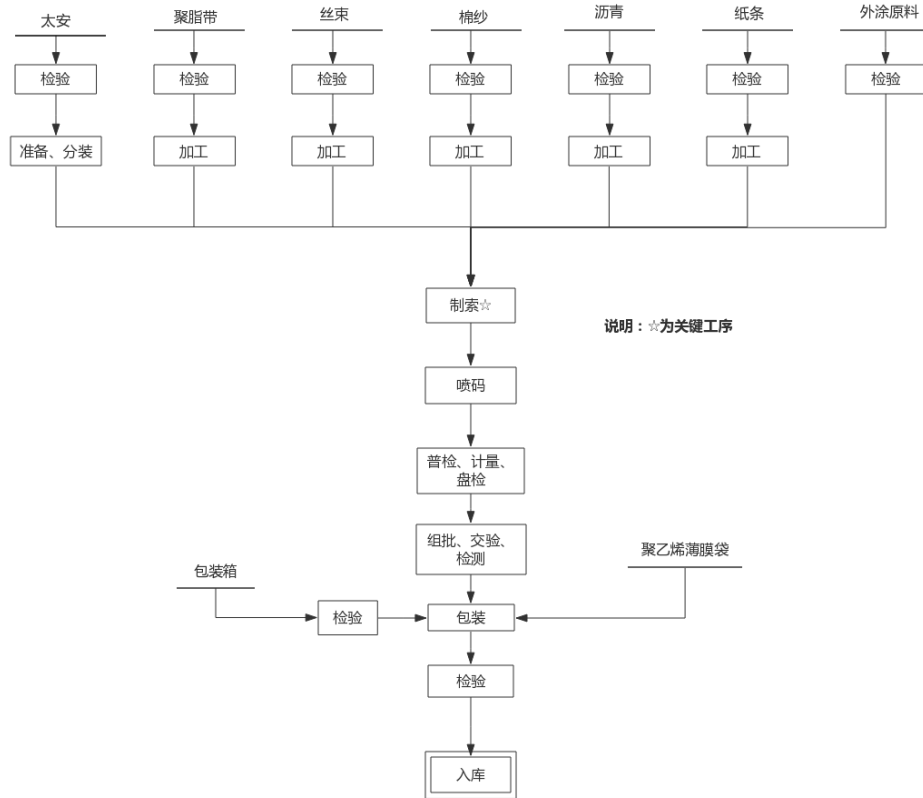 太安
聚脂带
丝束
棉纱
沥青
纸条
外涂原料
检验
检验
检验
检验
检验
检验
检验
准备、分装
加工
加工
加工
加工
加工
制索☆
说明：☆为关键工序
喷码
普检、计量、
盘检
组批、交验、
检测
聚乙烯薄膜袋
包装箱
检验
包装
检验
入库